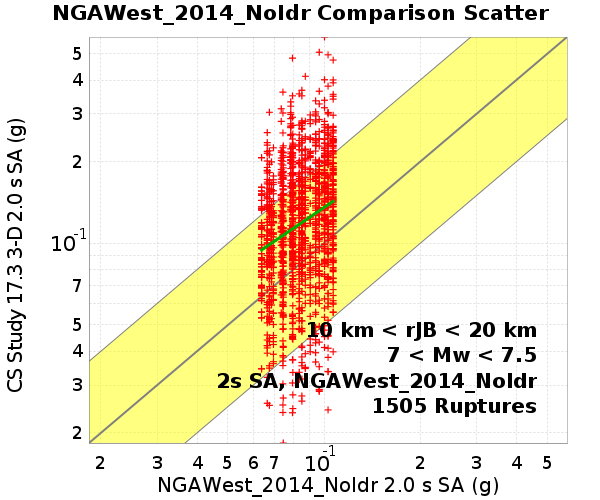 NGAWest_2014_NoIdr Comparison Scatter
CS Study 17.3 3-D 2.0 s SA (g)
5
4
3
2
10-1
7
5
4
3
2
10 km < rJB < 20 km
7 < Mw < 7.5
2s SA, NGAWest_2014_NoIdr
1505 Ruptures
2 3 4 5 6 7 10-1 2 3 4 5
NGAWest_2014_NoIdr 2.0 s SA (g)